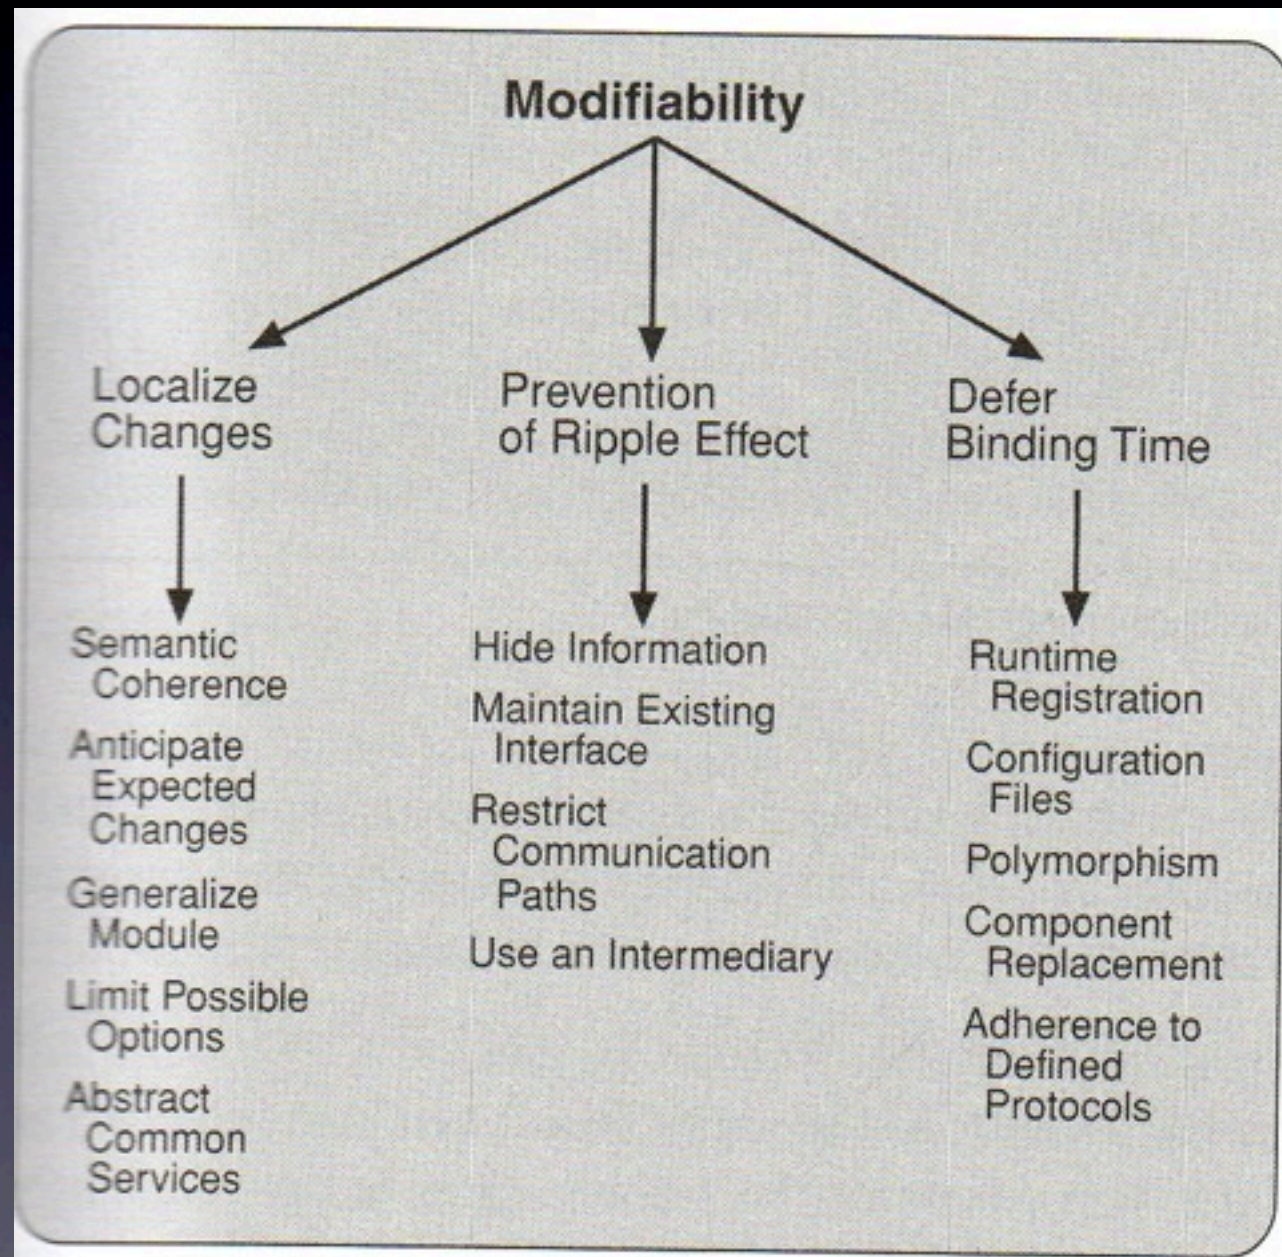 Modifiability
Localize
Changes
Semantic
Coherence
Anticipate
Expected
Changes
Generalize
Module
Limit Possible
Options
Abstract
Common
Services
Prevention
of Ripple Effect
Hide Information
Maintain Existing
Interface
Restrict
Communication
Paths
Use an Intermediary
Defer
Binding Time
Runtime
Registration
Configuration
Files
Polymorphism
Component
Replacement
Adherence to
Defined
Protocols